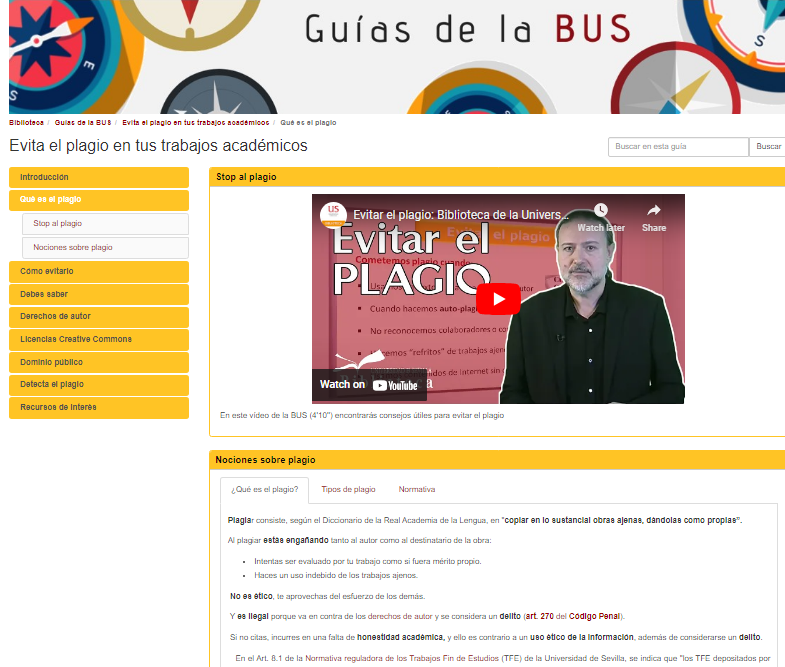 Guías de la BUS
S
Biblioteca / Guías de la BUS / Evita el plagio en tus trabajos académicos / Qué es el plagio
Evita el plagio en tus trabajos académicos
Buscar en esta guía
Buscar
Introducción
Qué es el plagio
Stop al plagio
Nociones sobre plagio
Cómo evitarlo
Debes saber
Derechos de autor
Licencias Creative Commons
Dominio público
Detecta el plagio
Recursos de interés
Stop al plagio
US
Evitar el plagio: Biblioteca de la Univers...
Watch later
Share
Evitar el
PLAGIO
el plagio
Cometemos plagio cuando
autor
Cuando hacemos auto-plag
No reconocemos colaboradores o co
"refritos" de trabajos ajen
de Internet sin
Watch on YouTube
En este vídeo de la BUS (4'10") encontrarás consejos útiles para evitar el plagio
Nociones sobre plagio
¿Qué es el plagio?
Tipos de plagio
Normativa
Plagiar consiste, según el Diccionario de la Real Academia de la Lengua, en "copiar en lo sustancial obras ajenas, dándolas como propias".
Al plagiar estás engañando tanto al autor como al destinatario de la obra:
Intentas ser evaluado por tu trabajo como si fuera mérito propio.
Haces un uso indebido de los trabajos ajenos.
No es ético, te aprovechas del esfuerzo de los demás.
Y es ilegal porque va en contra de los derechos de autor y se considera un delito (art. 270 del Código Penal).
Si no citas, incurres en una falta de honestidad académica, y ello es contrario a un uso ético de la información, además de considerarse un delito.
En el Art. 8.1 de la Normativa reguladora de los Trabajos Fin de Estudios (TFE) de la Universidad de Sevilla, se indica que "los TFE depositados por